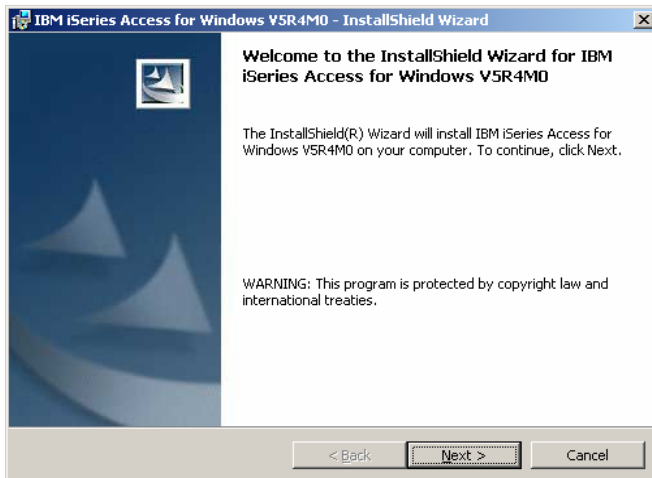 IBM iSeries Access for Windows V5R4M0 - InstallShield Wizard
Welcome to the InstallShield Wizard for IBM
iSeries Access for Windows V5R4M0
The InstallShield(R) Wizard will install IBM iSeries Access for
Windows V5R4M0 on your computer. To continue, click Next.
WARNING: This program is protected by copyright law and
international treaties.
< Back
Next >
Cancel